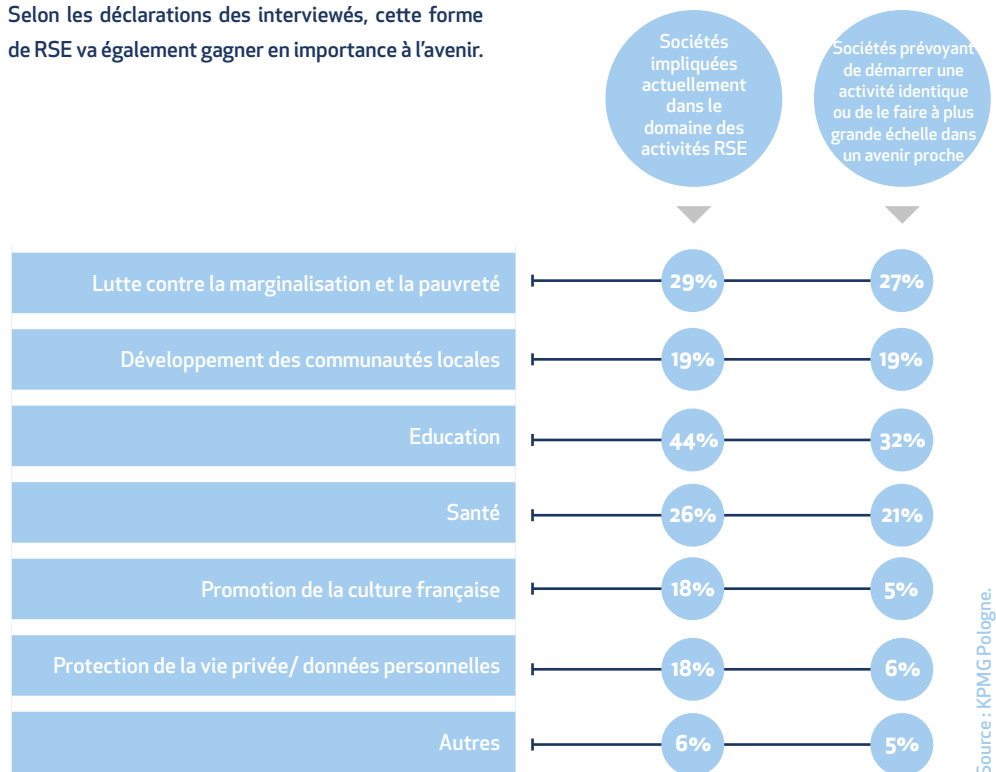 Selon les déclarations des interviewés, cette forme
de RSE va également gagner en importance à l'avenir.
Sociétés
impliquées
actuellement
dans le
domaine des
activités RSE
Sociétés prévoyant
de démarrer une
activité identique
ou de le faire à plus
grande échelle dans
un avenir proche
Lutte contre la marginalisation et la pauvreté
29%
27%
Développement des communautés locales
19%
19%
Education
44%
32%
Santé
26%
21%
Promotion de la culture française
18%
5%
Protection de la vie privée/ données personnelles
18%
6%
Autres
6%
5%
Source : KPMG Pologne.